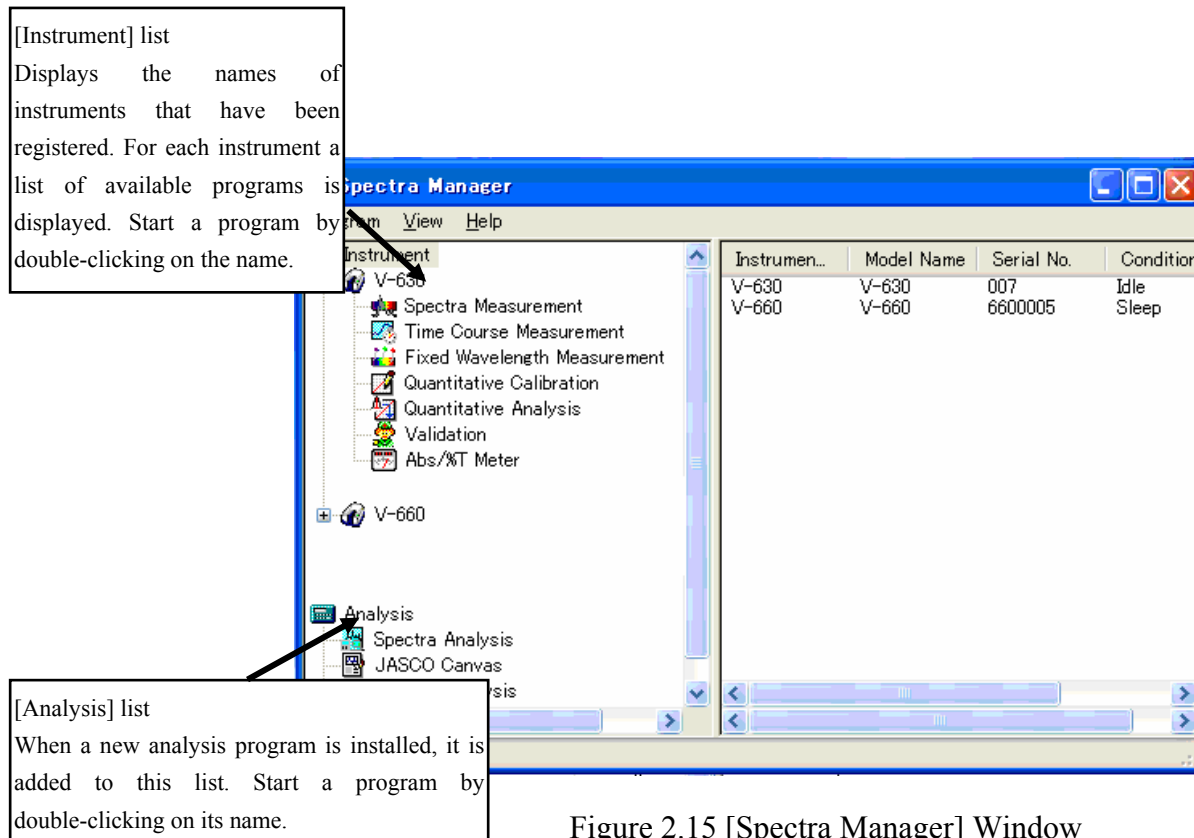 [Instrument] list
Displays the names of
instruments that have been
registered. For each instrument a
list of available programs is
displayed. Start a program by
double-clicking on the name.
Spectra Manager
View Help
Instrument
V-630
Spectra Measurement
Time Course Measurement
Fixed Wavelength Measurement
Quantitative Calibration
Quantitative Analysis
Validation
Abs/%T Meter
V-660
Analysis
Spectra Analysis
JASCO Canvas
Instrumen... Model Name Serial No. Condition
V-630 V-630 007 Idle
V-660 V-660 6600005 Sleep
[Analysis] list
When a new analysis program is installed, it is
added to this list. Start a program by
double-clicking on its name.
Figure 2.15 [Spectra Manager] Window